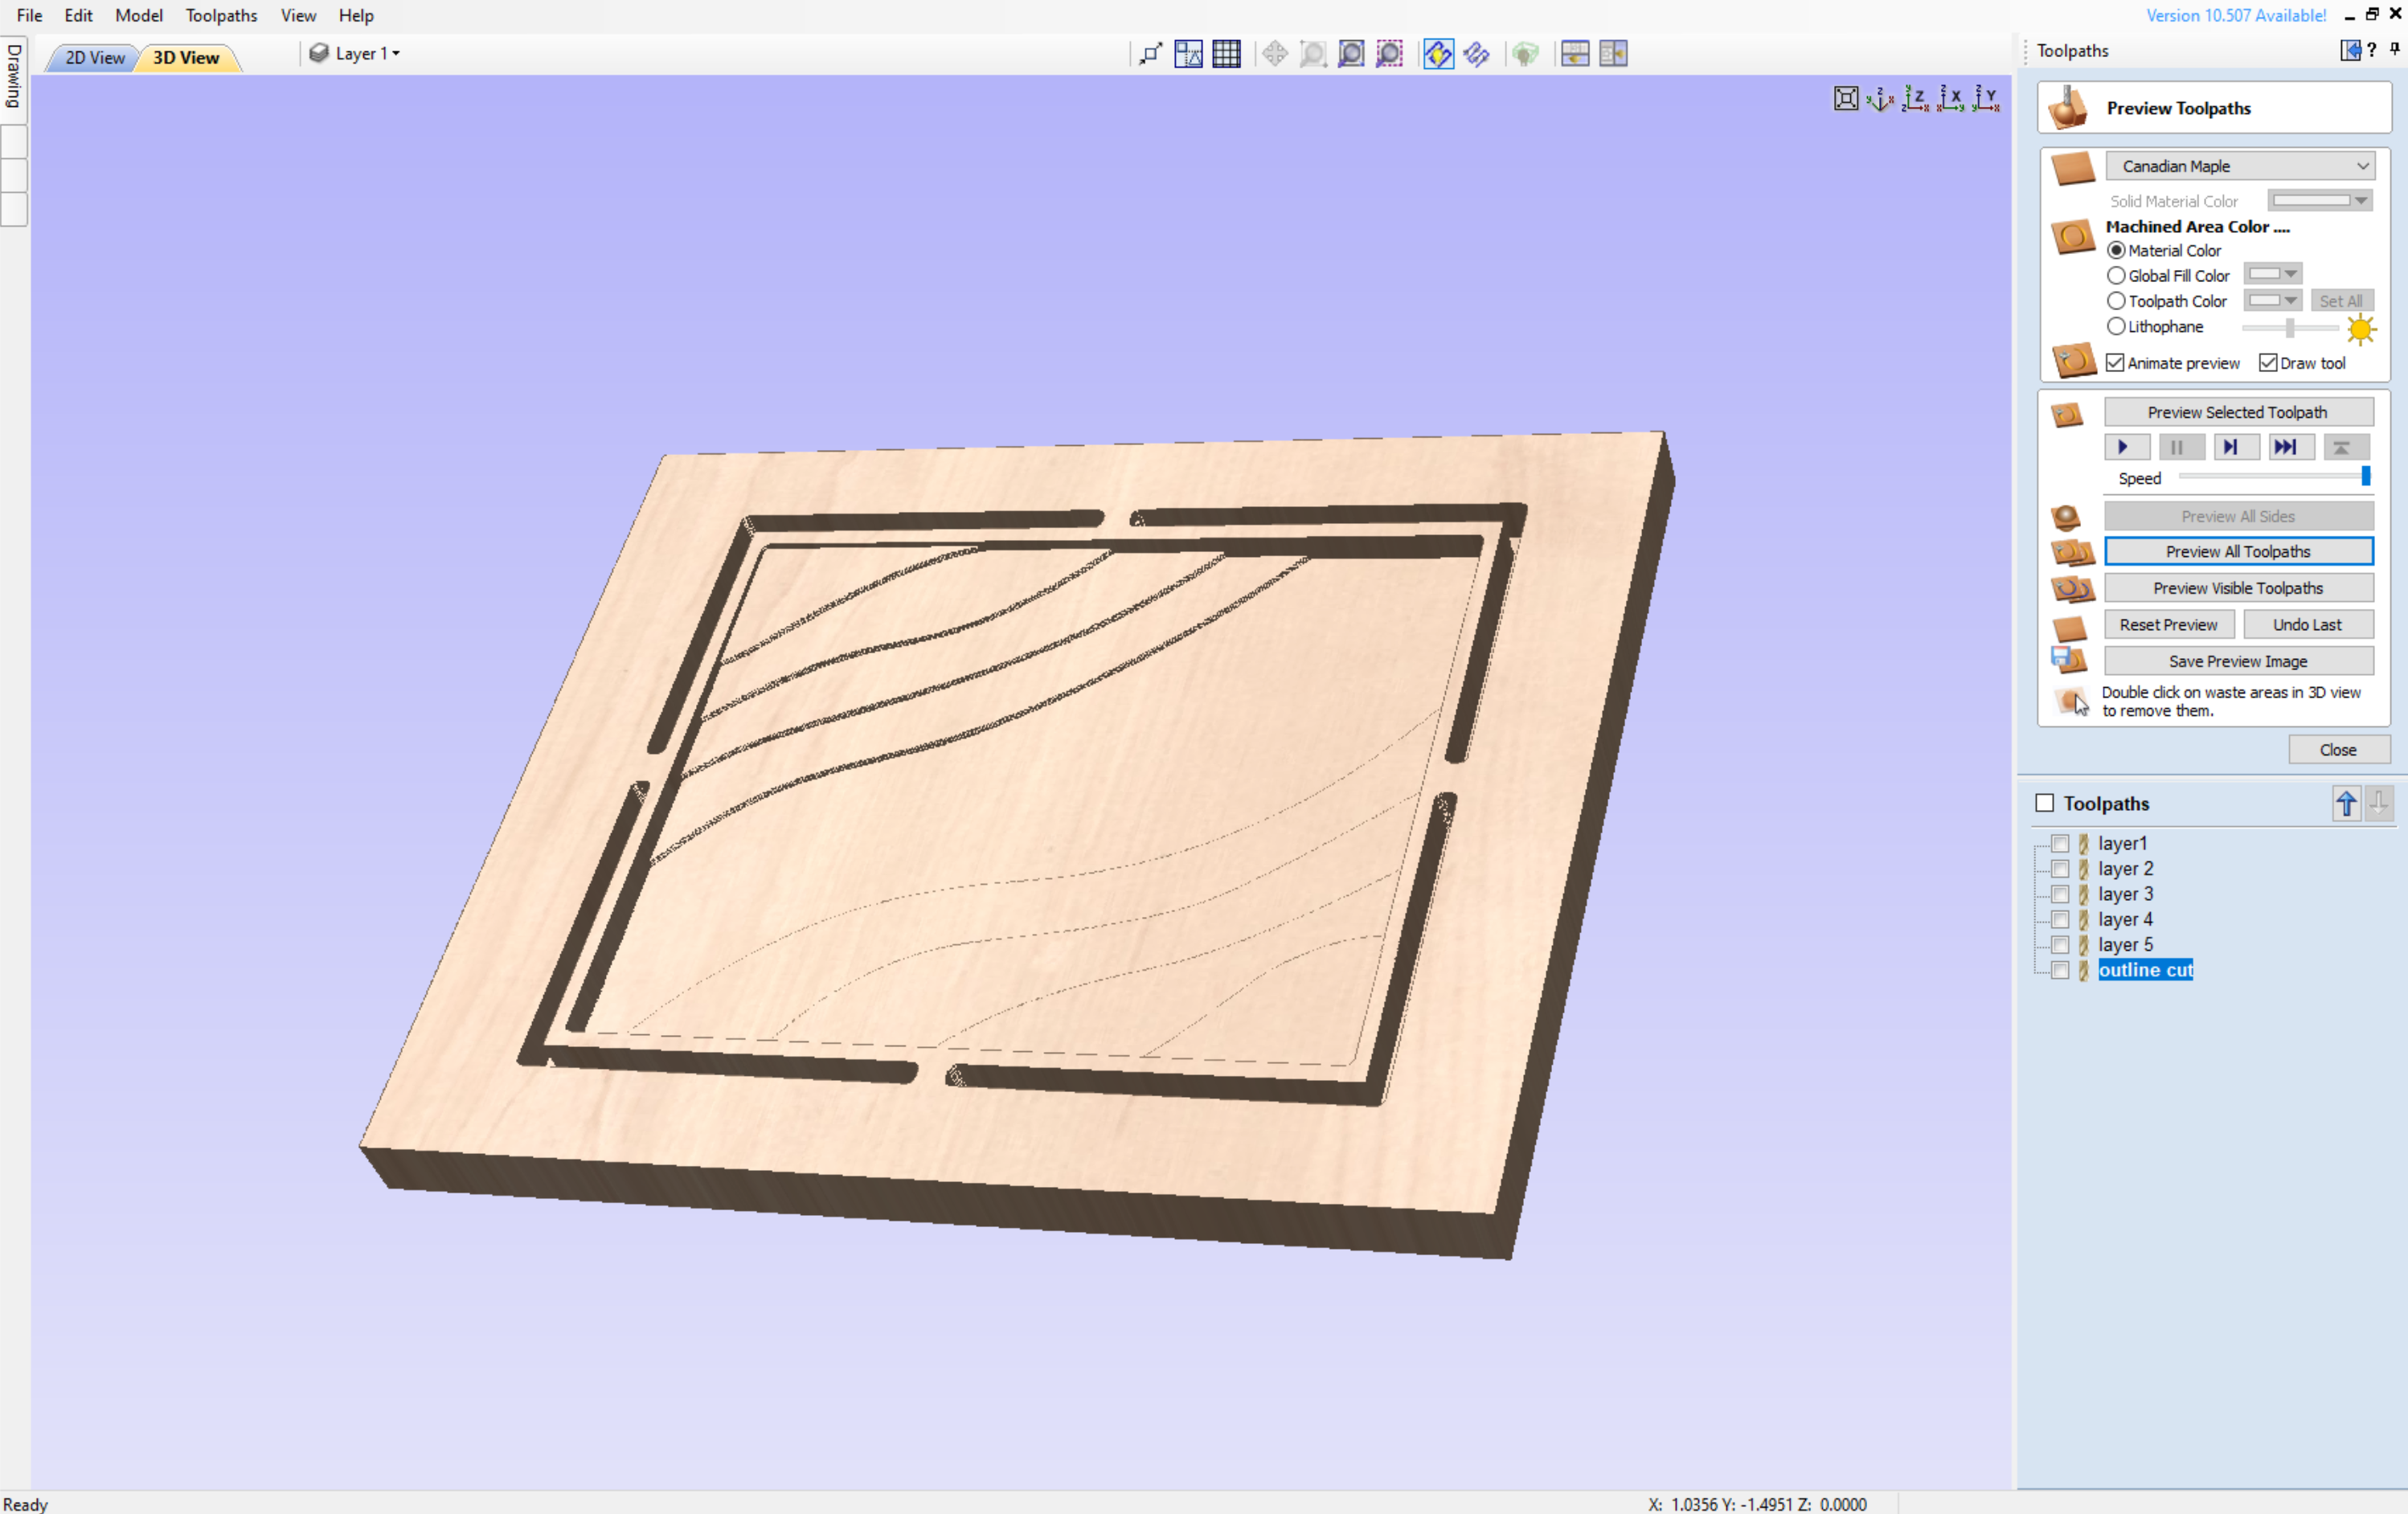 File Edit Model Toolpaths View Help
Version 10.507 Available!
Drawing
2D View 3D View Layer 1
Toolpaths ?
Z X Y
Preview Toolpaths
Canadian Maple
Solid Material Color
Machined Area Color ....
Material Color
Global Fill Color
Toolpath Color Set All
Lithophane
Animate preview Draw tool
Preview Selected Toolpath
Speed
Preview All Sides
Preview All Toolpaths
Preview Visible Toolpaths
Reset Preview Undo Last
Save Preview Image
Double click on waste areas in 3D view
to remove them.
Close
Toolpaths
layer1
layer 2
layer 3
layer 4
layer 5
outline cut
Ready X: 1.0356 Y: -1.4951 Z: 0.0000